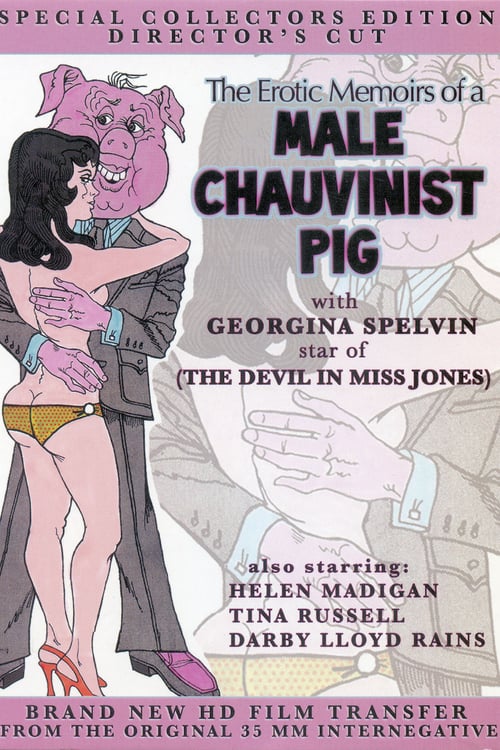 SPECIAL COLLECTORS EDITION
DIRECTOR'S CUT
The Erotic Memoirs of a
MALE
CHAUVINIST
PIG
with
GEORGINA SPELVIN
star of
(THE DEVIL IN MISS JONES)
also starring:
HELEN MADIGAN
TINA RUSSELL
DARBY LLOYD RAINS
BRAND NEW HD FILM TRANSFER
FROM THE ORIGINAL 35 MM INTERNEGATIVE